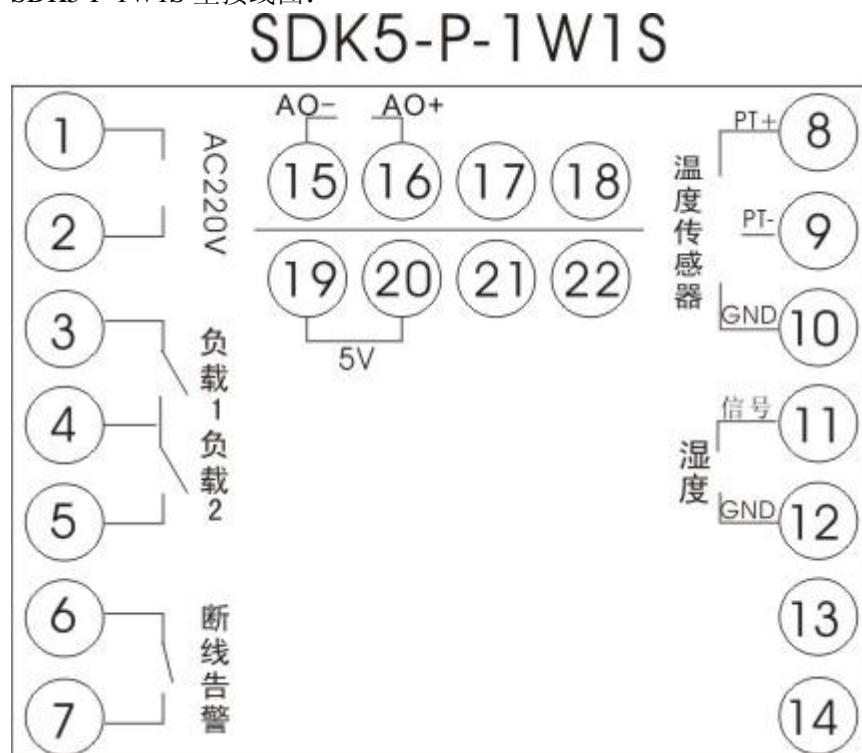 SDK5-P-1W1S
1
2
3
4
5
6
7
AC220V
负载1
负载2
断线告警
AO- AO+
15 16 17 18
19 20 21 22
5V
温度传感器
PT+ 8
PT- 9
GND 10
湿度
信号 11
GND 12
13
14